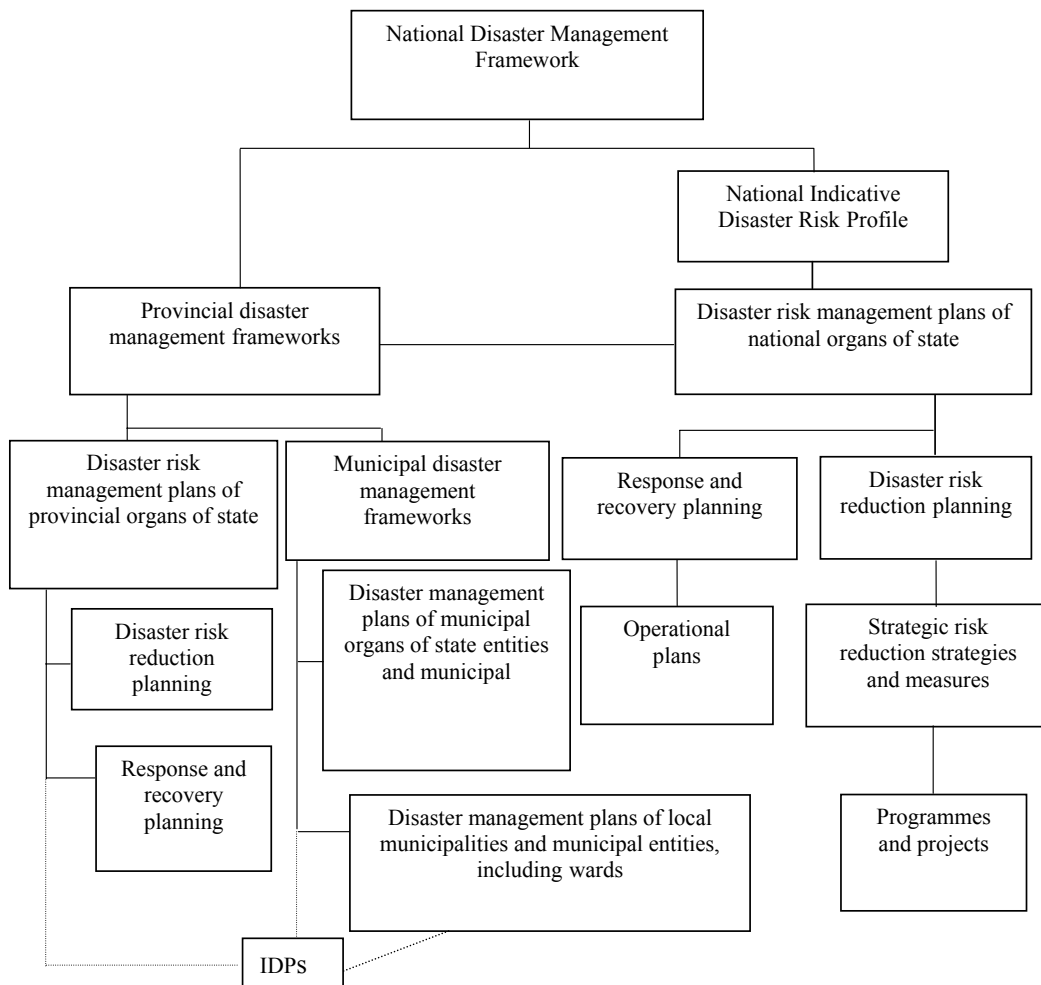 National Disaster Management
Framework
National Indicative
Disaster Risk Profile
Provincial disaster
management frameworks
Disaster risk management plans of
national organs of state
Disaster risk
management plans of
provincial organs of state
Municipal disaster
management
frameworks
Response and
recovery planning
Disaster risk
reduction planning
Disaster risk
reduction
planning
Disaster management
plans of municipal
organs of state entities
and municipal
Operational
plans
Strategic risk
reduction strategies
and measures
Response and
recovery
planning
Disaster management plans of local
municipalities and municipal entities,
including wards
Programmes
and projects
IDPs